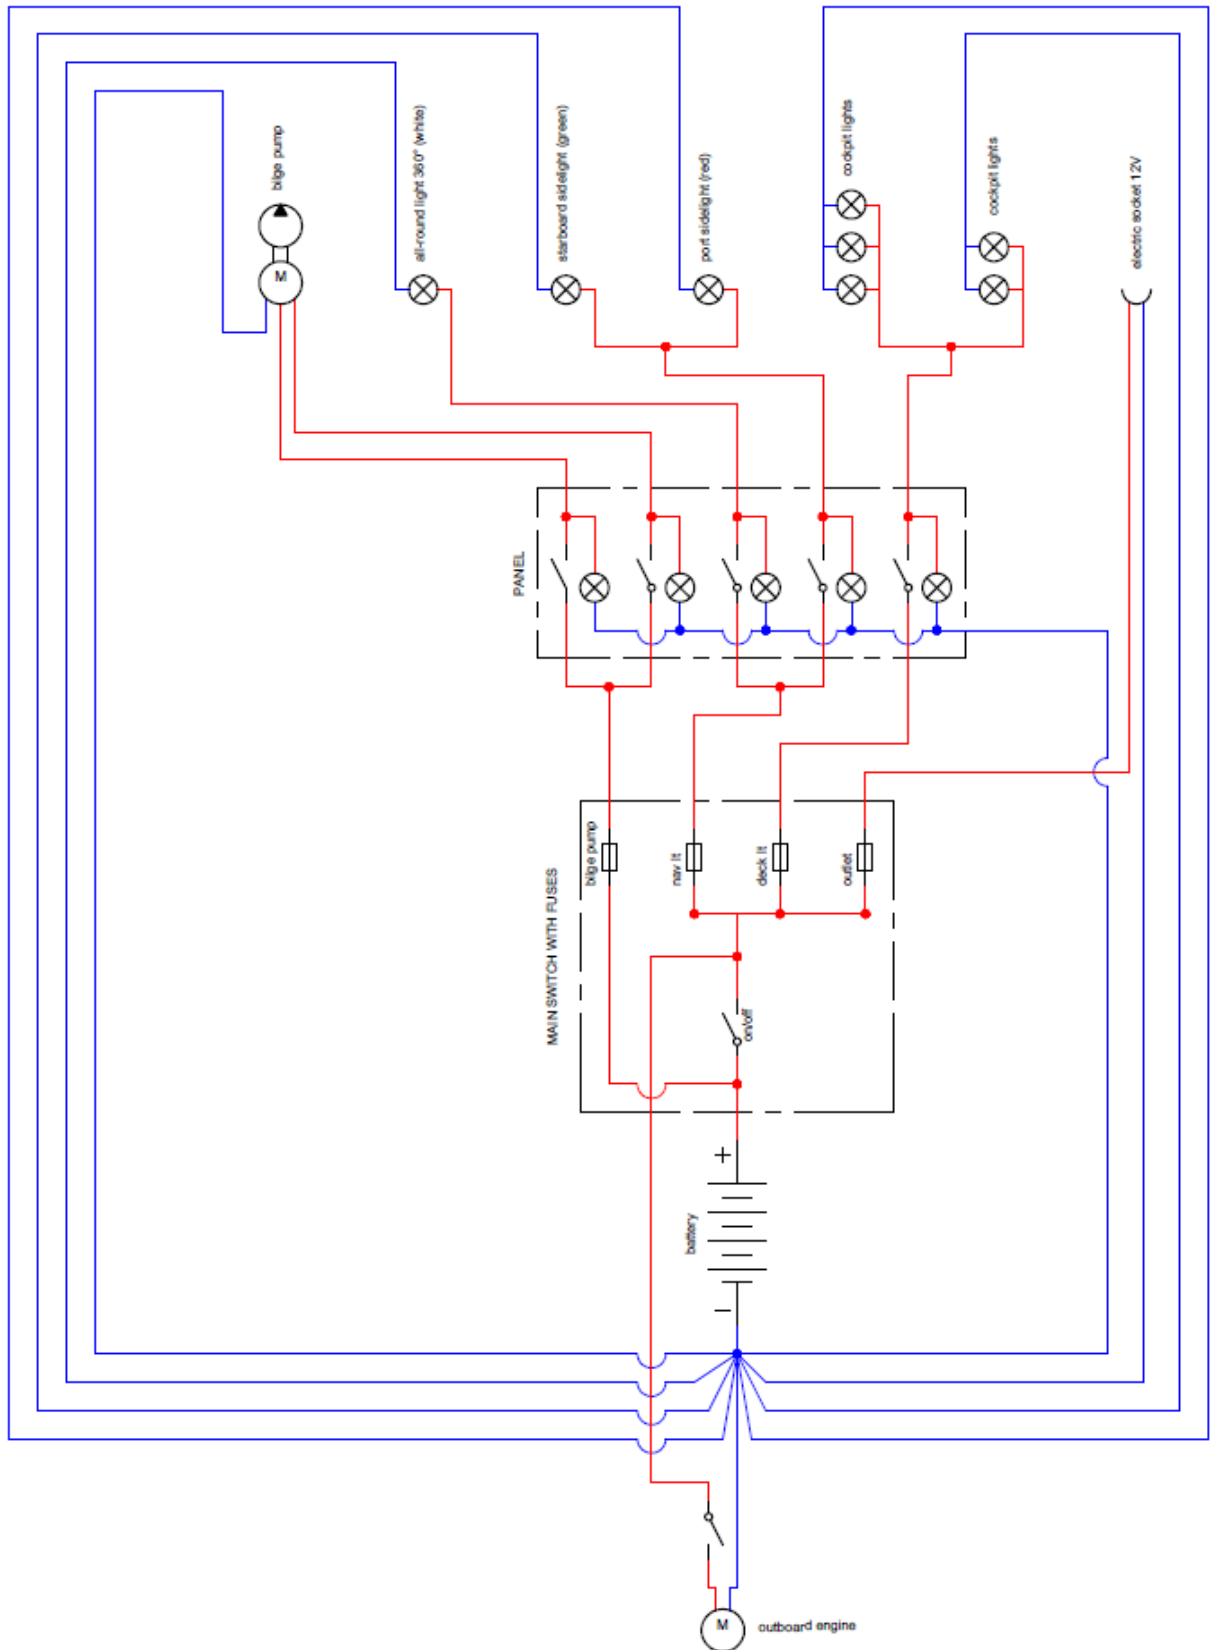 bilge pump
all-round light 360° (white)
starboard sidelight (green)
port sidelight (red)
cockpit lights
cockpit lights
electric socket 12V
M
PANEL
MAIN SWITCH WITH FUSES
bilge pump
nav lt
deck lt
outlet
on/off
+
battery
−
M
outboard engine